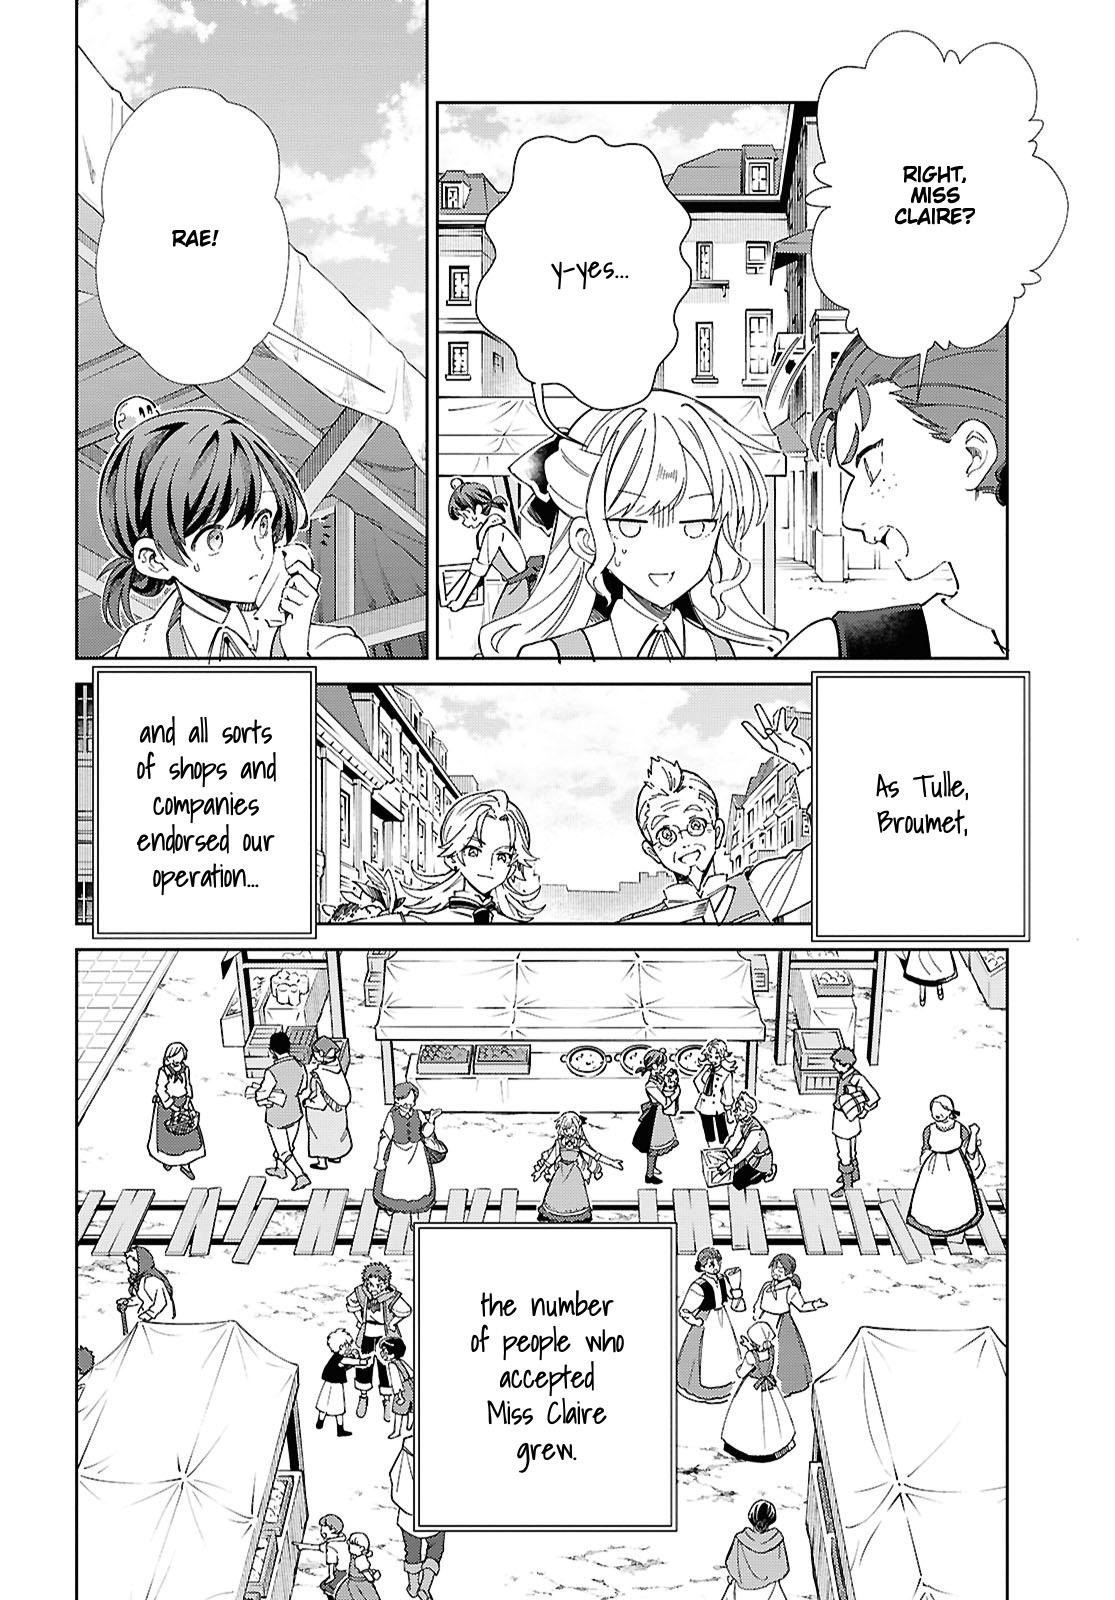 RIGHT,
MISS
CLAIRE?
y-yes...
RAE!
As Tulle,
Broumet,
and all sorts
of shops and
companies
endorsed our
operation...
the number
of people who
accepted
Miss Claire
grew.